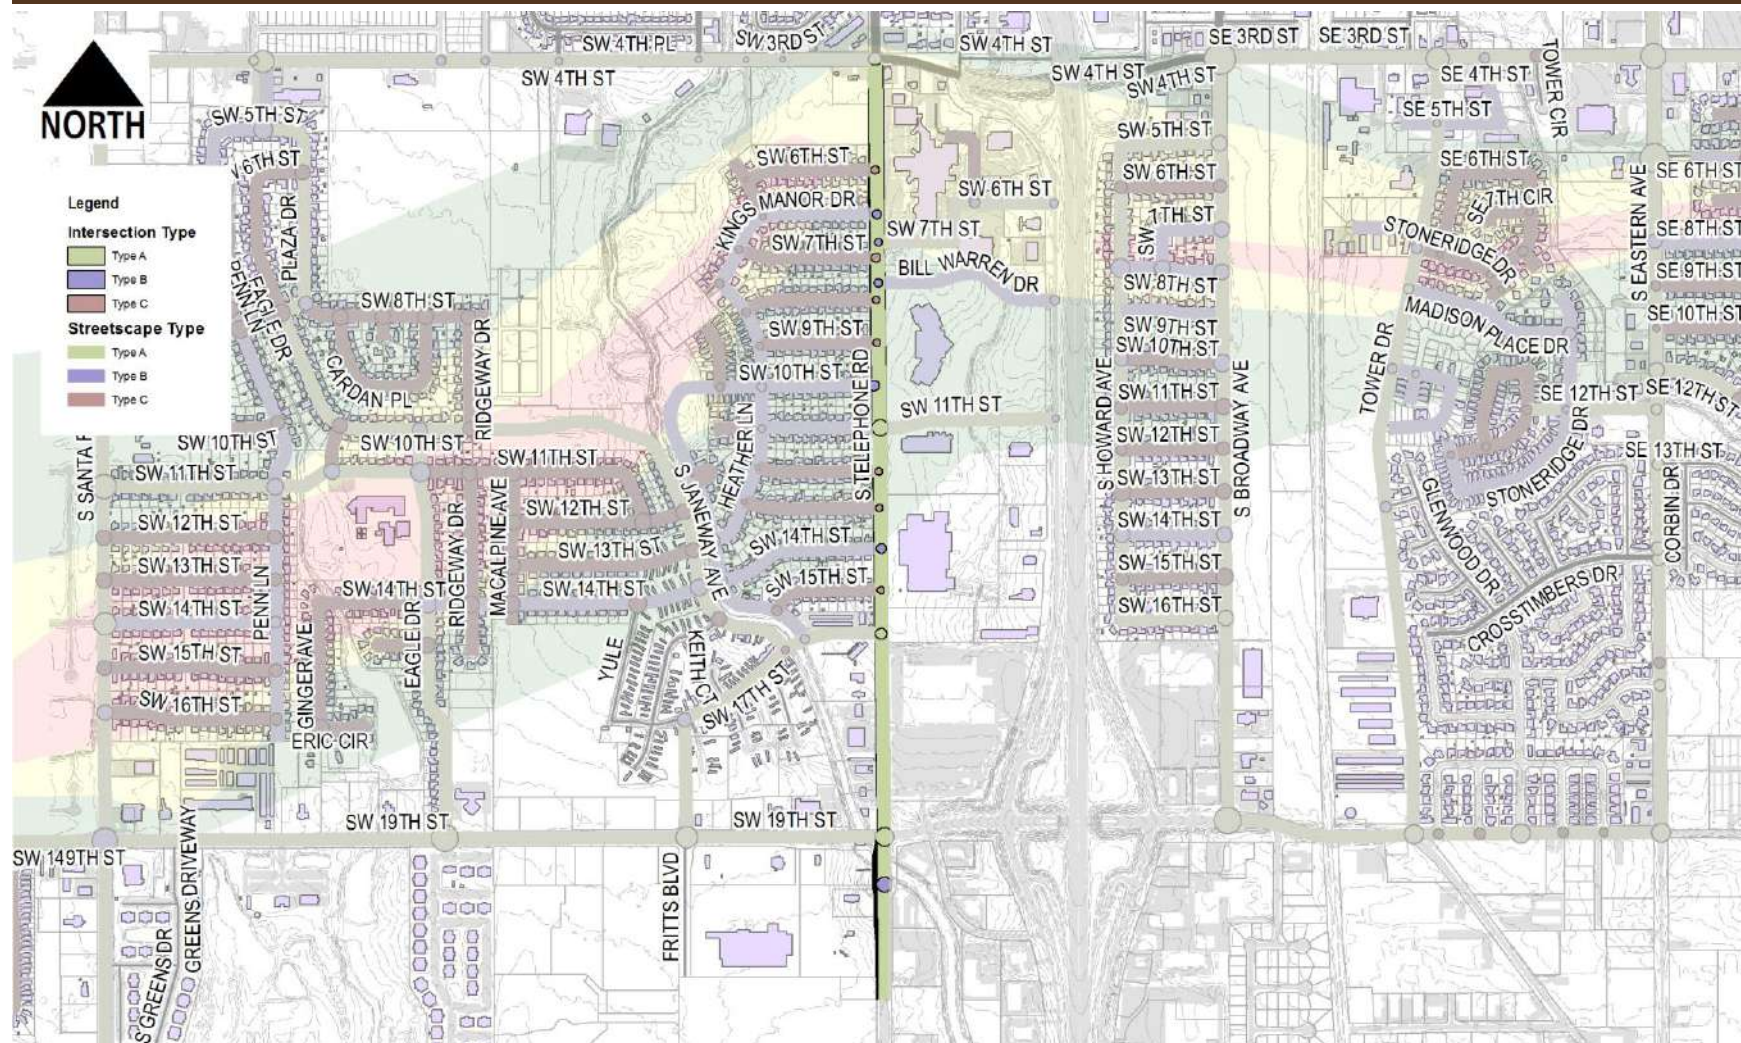 SW 4TH PL
SW 3RD ST
SW 4TH ST
SE 3RD ST
SE 3RD ST
SW 4TH ST
SW 4TH ST
SW 4TH ST
SE 4TH ST
TOWER CIR
NORTH
SW 5TH ST
SE 5TH ST
SW 5TH ST
SW 6TH ST
SE 6TH ST
SE 6TH ST
6TH ST
SW 6TH ST
SW 6TH ST
PLAZA DR
KINGS MANOR DR
SE 7TH CIR
S EASTERN AVE
Legend
Intersection Type
Type A
Type B
Type C
Streetscape Type
Type A
Type B
Type C
SW 7TH ST
SW 7TH ST
SW 7TH ST
STONERIDGE DR
SE 8TH ST
BILL WARREN DR
SE 9TH ST
PENN LN
EAGLE DR
SW 8TH ST
SW 8TH ST
MADISON PLACE DR
SE 10TH ST
RIDGEWAY DR
SW 9TH ST
SW 9TH ST
SW 10TH ST
CARDAN PL
SW 10TH ST
S TELEPHONE RD
S HOWARD AVE
S BROADWAY AVE
TOWER DR
SW 11TH ST
SE 12TH ST
SE 12TH ST
SW 11TH ST
SW 10TH ST
SW 10TH ST
HEATHER LN
SW 12TH ST
STONERIDGE DR
SE 13TH ST
SW 11TH ST
SW 11TH ST
S JANEWAY AVE
SW 13TH ST
GLENWOOD DR
CORBIN DR
SW 12TH ST
RIDGEWAY DR
MACALPINE AVE
SW 12TH ST
SW 14TH ST
SW 14TH ST
SW 13TH ST
SW 13TH ST
SW 15TH ST
SW 15TH ST
CROSSTIMBERS DR
SW 14TH ST
PENN LN
SW 14TH ST
SW 14TH ST
SW 16TH ST
SW 15TH ST
GINGER AVE
EAGLE DR
YULE
KEITH CT
SW 16TH ST
SW 17TH ST
ERIC CIR
SW 19TH ST
SW 19TH ST
SW 149TH ST
GREENS DRIVEWAY
FRITTS BLVD
S GREENS DR